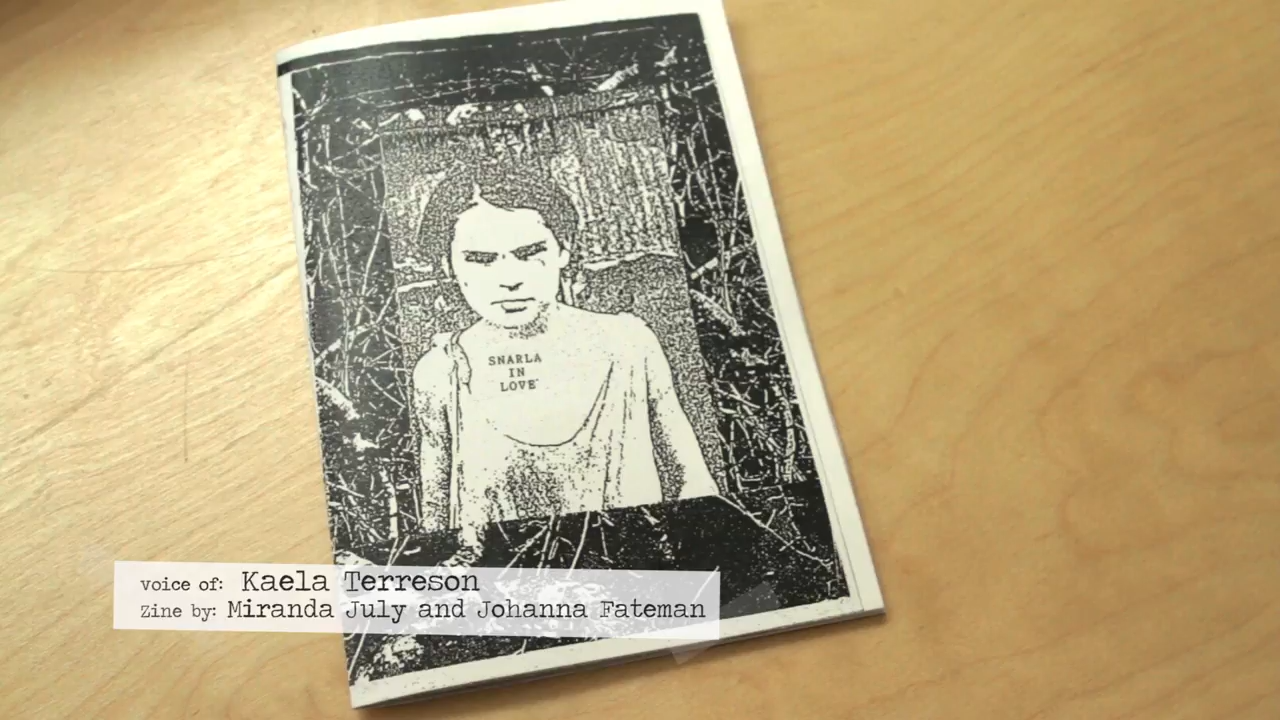 SNARLA
IN
LOVE
voice of: Kaela Terreson
Zine by: Miranda July and Johanna Fateman